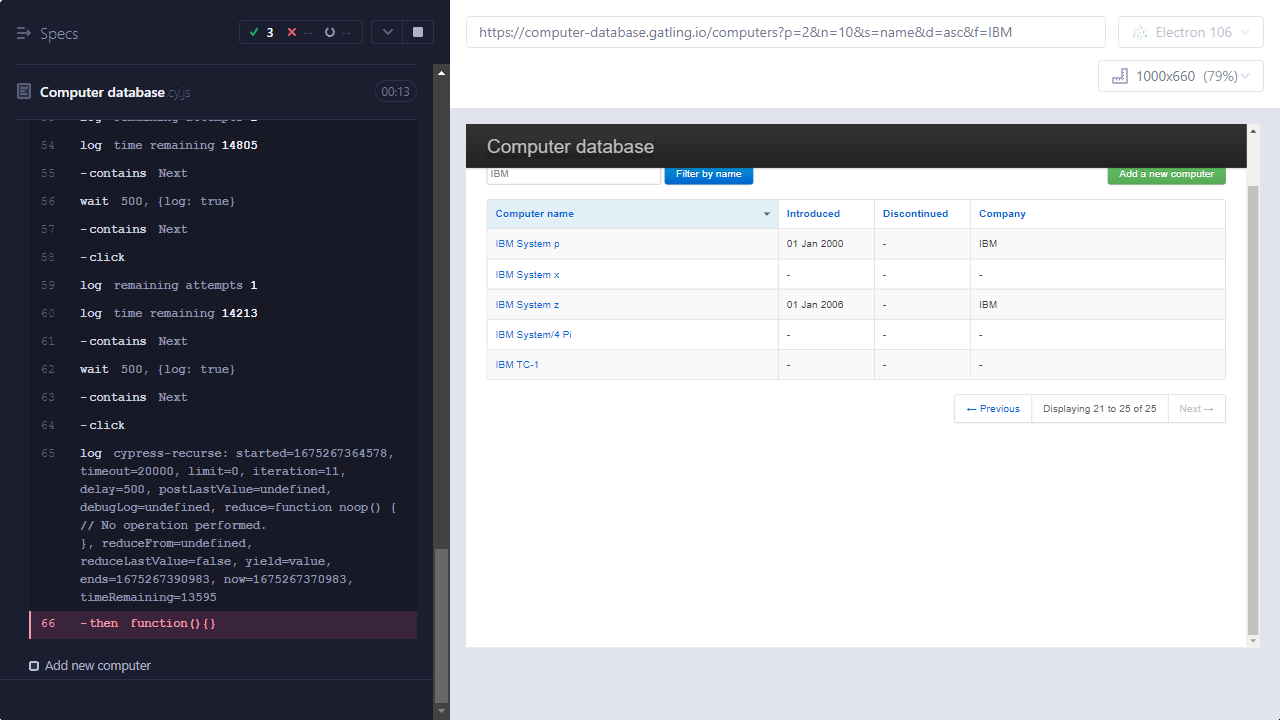 Specs
3
--
--
https://computer-database.gatling.io/computers?p=2&n=10&s=name&d=asc&f=IBM
Electron 106
1000x660 (79%)
Computer database.cy.js
00:13
54 log time remaining 14805
55 -contains Next
56 wait 500, {log: true}
57 -contains Next
58 -click
59 log remaining attempts 1
60 log time remaining 14213
61 -contains Next
62 wait 500, {log: true}
63 -contains Next
64 -click
65 log cypress-recurse: started=1675267364578,
timeout=20000, limit=0, iteration=11,
delay=500, postLastValue=undefined,
debugLog=undefined, reduce=function noop() {
// No operation performed.
}, reduceFrom=undefined,
reduceLastValue=false, yield=value,
ends=1675267390983, now=1675267370983,
timeRemaining=13595
66 -then function(){}
Add new computer
Computer database
IBM
Filter by name
Add a new computer
Computer name Introduced Discontinued Company
IBM System p 01 Jan 2000 - IBM
IBM System x - - -
IBM System z 01 Jan 2006 - IBM
IBM System/4 Pi - - -
IBM TC-1 - - -
← Previous Displaying 21 to 25 of 25 Next →